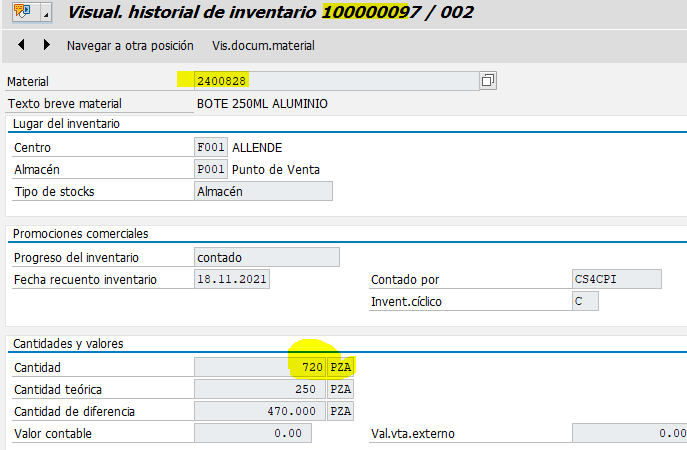 Visual. historial de inventario 100000097 / 002
Navegar a otra posición Vis.docum.material
Material 2400828
Texto breve material BOTE 250ML ALUMINIO
Lugar del inventario
Centro F001 ALLENDE
Almacén P001 Punto de Venta
Tipo de stocks Almacén
Promociones comerciales
Progreso del inventario contado
Fecha recuento inventario 18.11.2021 Contado por CS4CPI
Invent.cíclico C
Cantidades y valores
Cantidad 720 PZA
Cantidad teórica 250 PZA
Cantidad de diferencia 470.000 PZA
Valor contable 0.00 Val.vta.externo 0.00